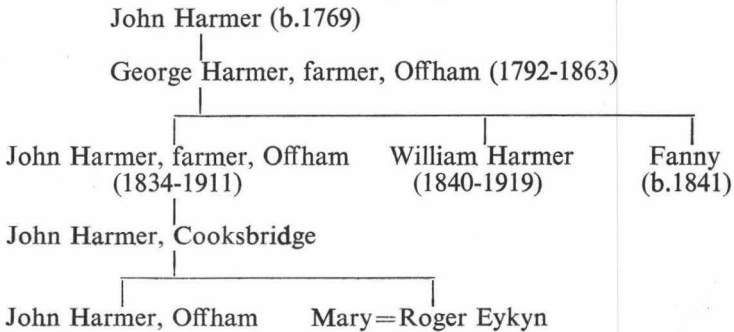 John Harmer (b.1769)
George Harmer, farmer, Offham (1792-1863)
John Harmer, farmer, Offham William Harmer Fanny
(1834-1911) (1840-1919) (b.1841)
John Harmer, Cooksbridge
John Harmer, Offham Mary=Roger Eykyn